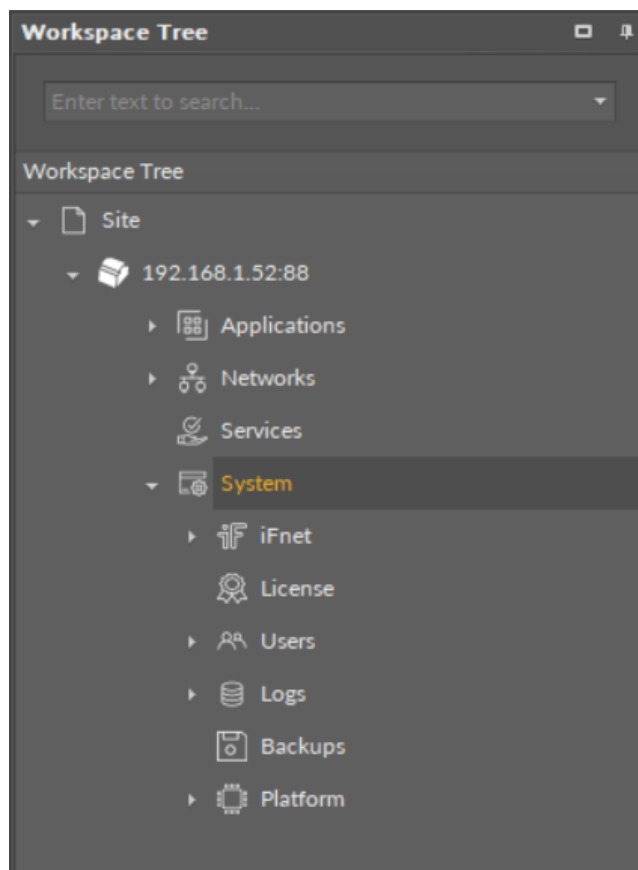 Workspace Tree
Enter text to search...
Workspace Tree
Site
192.168.1.52:88
Applications
Networks
Services
System
iFnet
License
Users
Logs
Backups
Platform